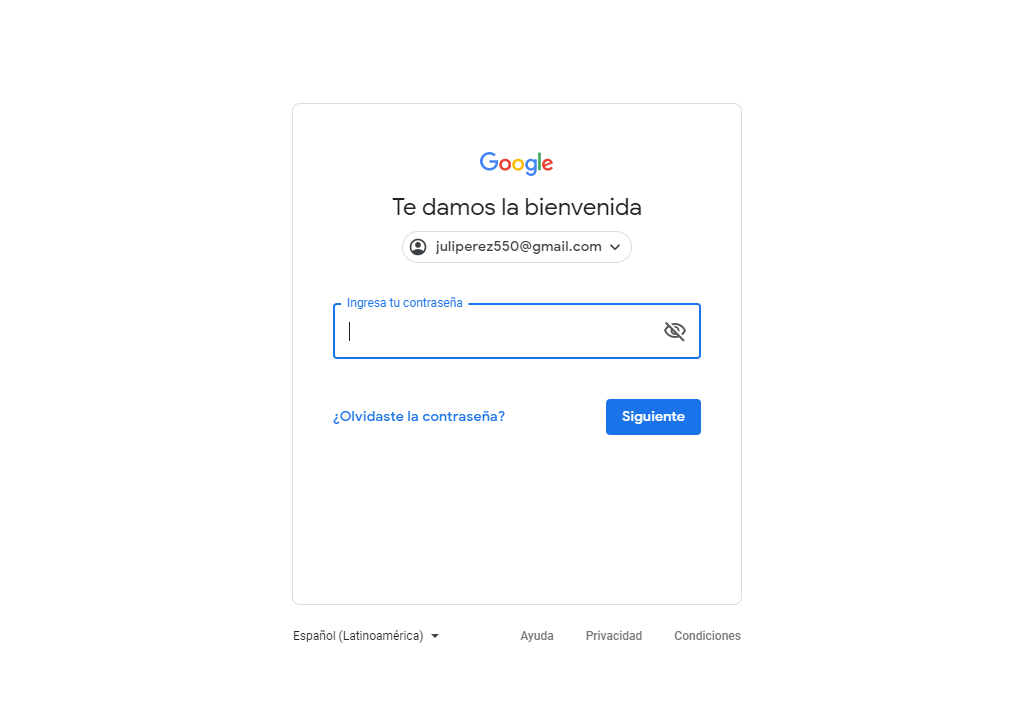 Google
Te damos la bienvenida
juliperez550@gmail.com
Ingresa tu contraseña
¿Olvidaste la contraseña?
Siguiente
Español (Latinoamérica)
Ayuda
Privacidad
Condiciones